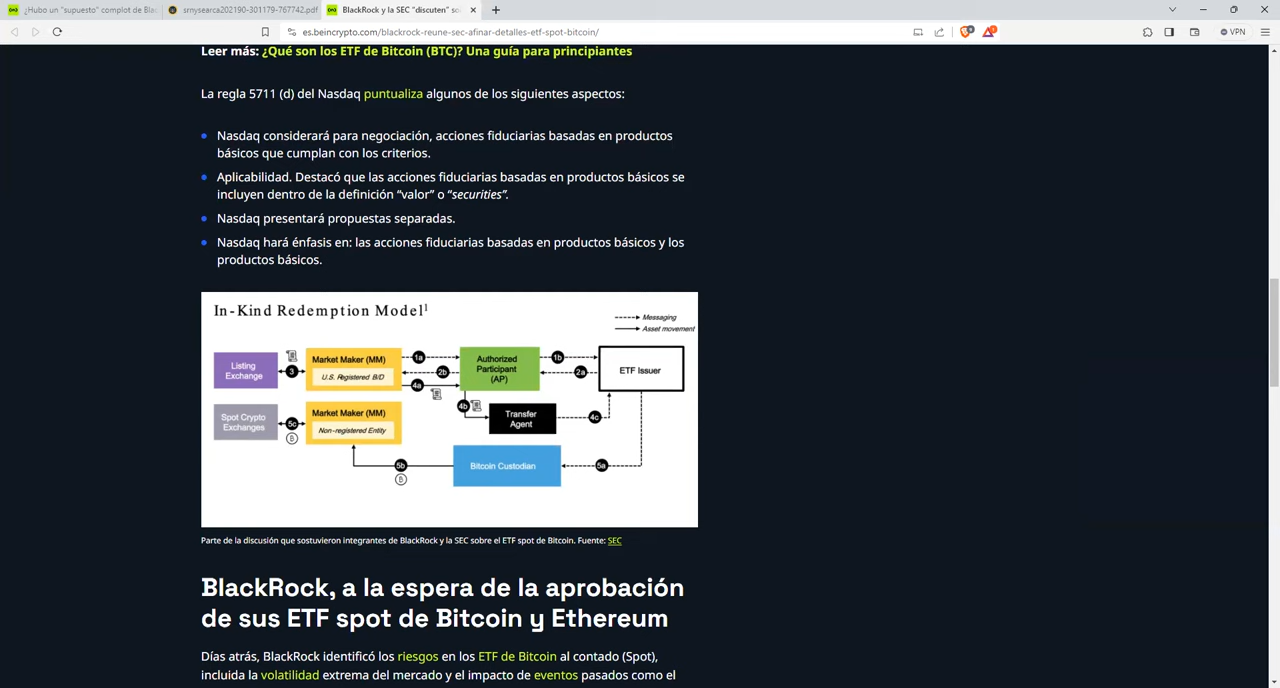 ¿Hubo un "supuesto" complot de Bla
srnysearca202190-301179-767742.pdf
BlackRock y la SEC "discuten" so
es.beincrypto.com/blackrock-reune-sec-afinar-detalles-etf-spot-bitcoin/
VPN
Leer más: ¿Qué son los ETF de Bitcoin (BTC)? Una guía para principiantes
La regla 5711 (d) del Nasdaq puntualiza algunos de los siguientes aspectos:
Nasdaq considerará para negociación, acciones fiduciarias basadas en productos
básicos que cumplan con los criterios.
Aplicabilidad. Destacó que las acciones fiduciarias basadas en productos básicos se
incluyen dentro de la definición “valor” o “securities”.
Nasdaq presentará propuestas separadas.
Nasdaq hará énfasis en: las acciones fiduciarias basadas en productos básicos y los
productos básicos.
In-Kind Redemption Model1
Messaging
Asset movement
Listing
Exchange
3
Market Maker (MM)
U.S. Registered B/D
1a
2b
4a
Authorized
Participant
(AP)
1b
2a
ETF Issuer
Spot Crypto
Exchanges
5c
Market Maker (MM)
Non-registered Entity
4b
Transfer
Agent
4c
5b
Bitcoin Custodian
5a
Parte de la discusión que sostuvieron integrantes de BlackRock y la SEC sobre el ETF spot de Bitcoin. Fuente: SEC
BlackRock, a la espera de la aprobación
de sus ETF spot de Bitcoin y Ethereum
Días atrás, BlackRock identificó los riesgos en los ETF de Bitcoin al contado (Spot),
incluida la volatilidad extrema del mercado y el impacto de eventos pasados como el